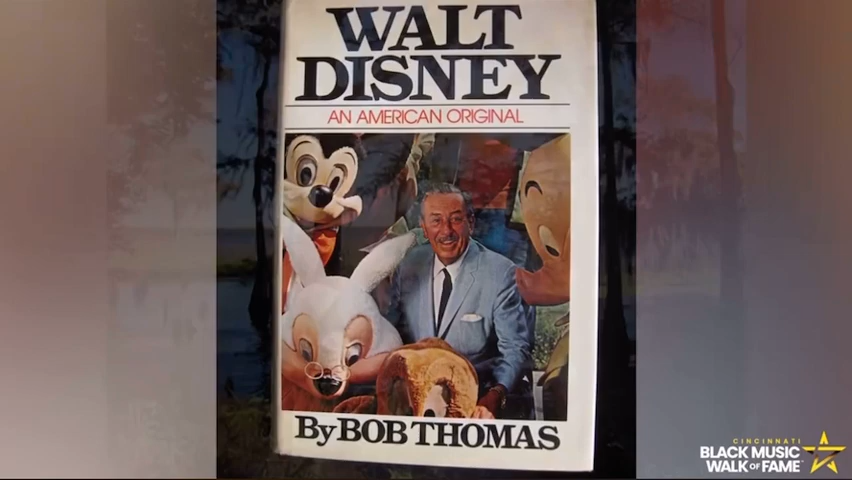 WALT
DISNEY
AN AMERICAN ORIGINAL
By BOB THOMAS
CINCINNATI
BLACK MUSIC
WALK OF FAME